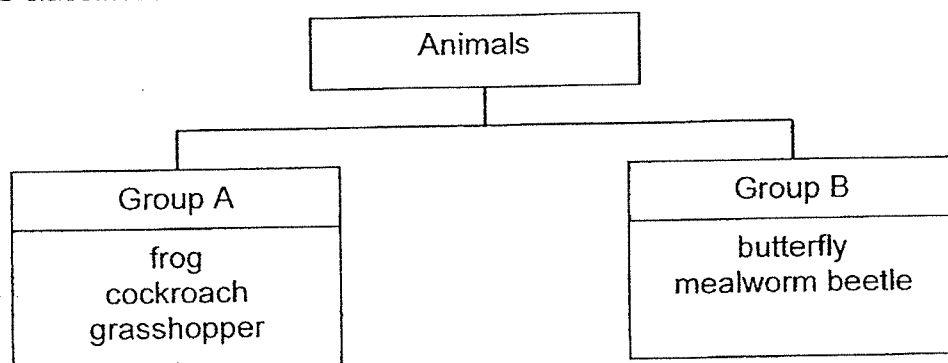 Animals
Group A
frog
cockroach
grasshopper
Group B
butterfly
mealworm beetle